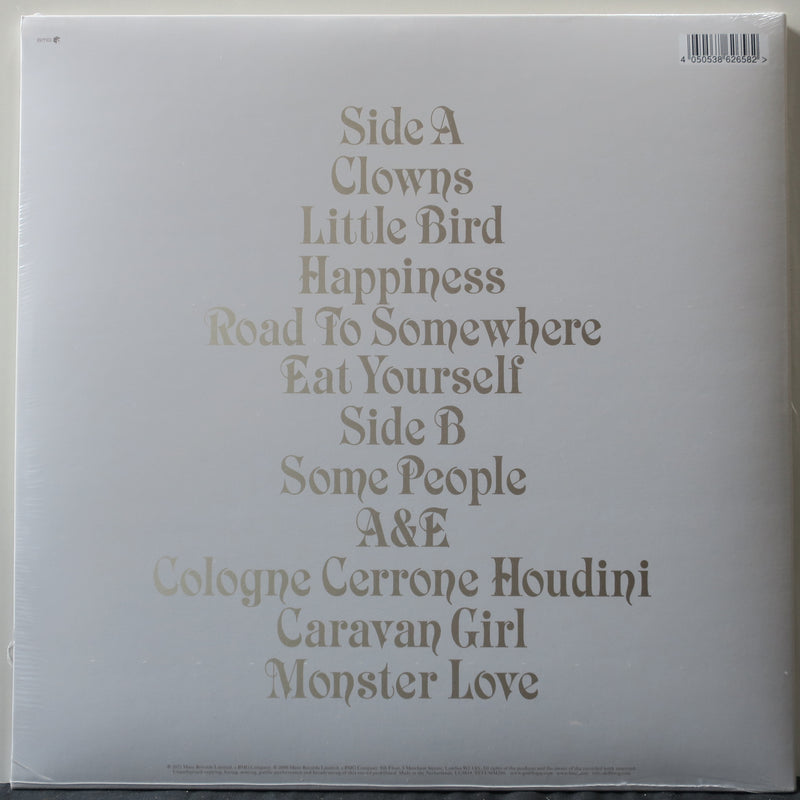 BMG
4 050538 626582 >
Side A
Clowns
Little Bird
Happiness
Road To Somewhere
Eat Yourself
Side B
Some People
A&E
Cologne Cerrone Houdini
Caravan Girl
Monster Love